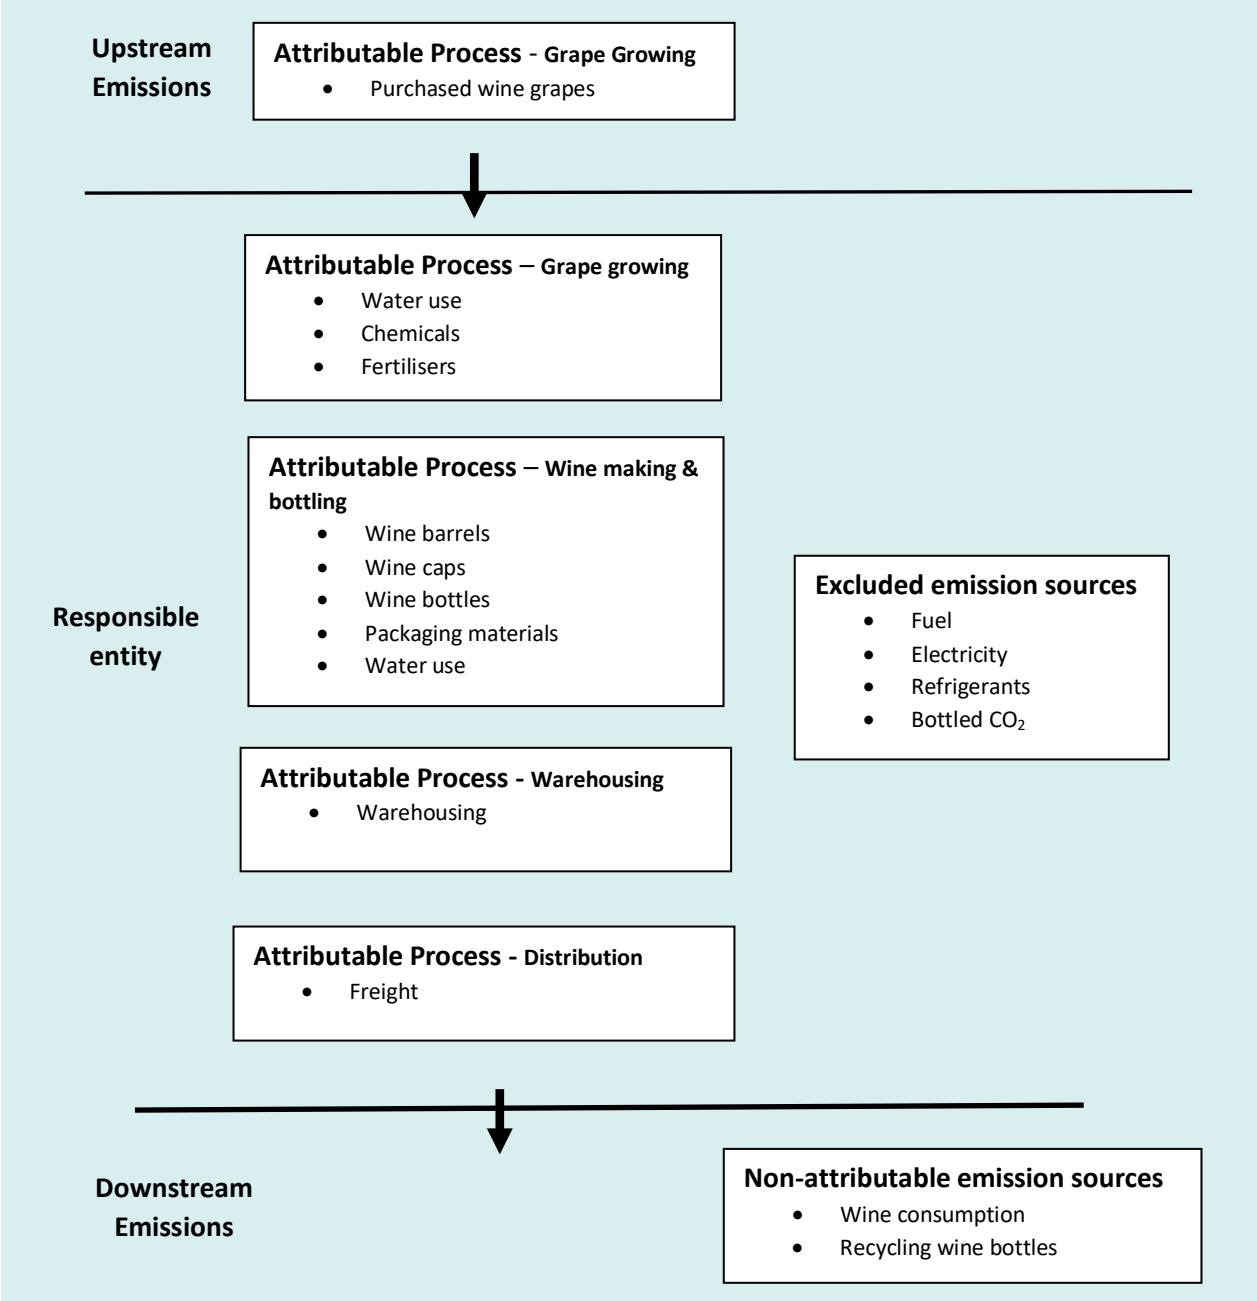 Upstream
Emissions
Attributable Process - Grape Growing
• Purchased wine grapes
Attributable Process – Grape growing
• Water use
• Chemicals
• Fertilisers
Attributable Process – Wine making &
bottling
• Wine barrels
• Wine caps
• Wine bottles
• Packaging materials
• Water use
Responsible
entity
Excluded emission sources
• Fuel
• Electricity
• Refrigerants
• Bottled CO₂
Attributable Process - Warehousing
• Warehousing
Attributable Process - Distribution
• Freight
Downstream
Emissions
Non-attributable emission sources
• Wine consumption
• Recycling wine bottles